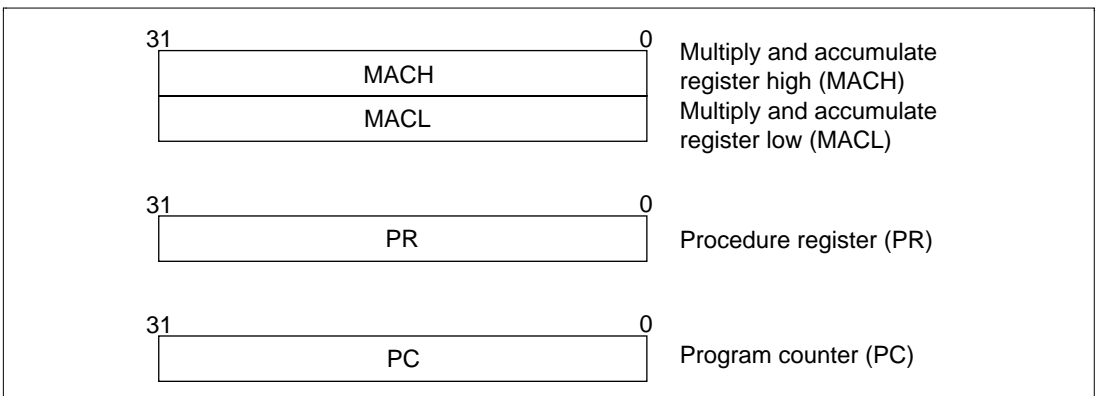 31 0
MACH
MACL
Multiply and accumulate
register high (MACH)
Multiply and accumulate
register low (MACL)
31 0
PR
Procedure register (PR)
31 0
PC
Program counter (PC)